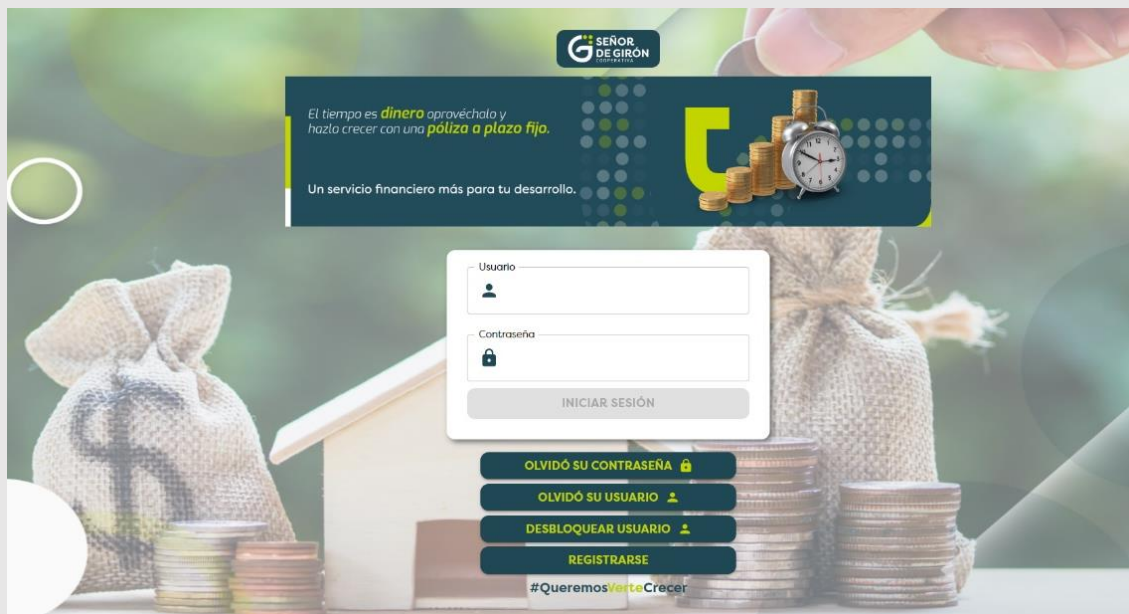 SEÑOR
DE GIRÓN
COOPERATIVA
El tiempo es dinero aprovéchalo y
hazlo crecer con una póliza a plazo fijo.
Un servicio financiero más para tu desarrollo.
Usuario
Contraseña
INICIAR SESIÓN
OLVIDÓ SU CONTRASEÑA
OLVIDÓ SU USUARIO
DESBLOQUEAR USUARIO
REGISTRARSE
#QueremosVerteCrecer